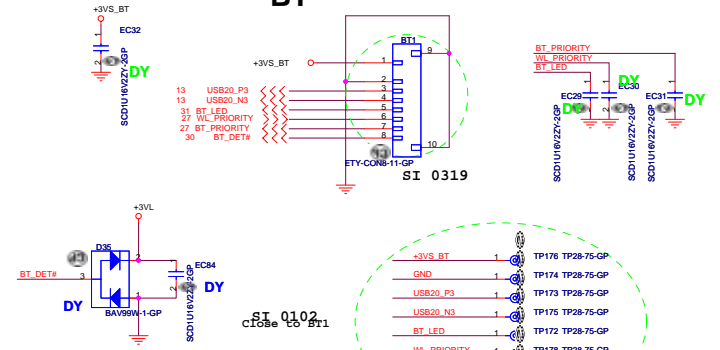 BT
+3VS_BT
EC32
DY
SCD1U16V2ZY-2GP
+3VS_BT
BT1
1
2
3
4
5
6
7
8
9
10
13 USB20_P3
13 USB20_N3
31 BT_LED
27 WL_PRIORITY
27 BT_PRIORITY
30 BT_DET#
ETY-CON8-11-GP
SI 0319
BT_PRIORITY
WL_PRIORITY
BT_LED
EC29
DY
SCD1U16V2ZY-2GP
EC30
DY
SCD1U16V2ZY-2GP
EC31
DY
SCD1U16V2ZY-2GP
+3VL
D35
BT_DET#
3
2
1
DY
BAV99W-1-GP
EC84
DY
SCD1U16V2ZY-2GP
SI 0102
Close to BT1
+3VS_BT 1 TP176 TP28-75-GP
GND 1 TP174 TP28-75-GP
USB20_P3 1 TP173 TP28-75-GP
USB20_N3 1 TP175 TP28-75-GP
BT_LED 1 TP172 TP28-75-GP
WL_PRIORITY 1 TP178 TP28-75-GP